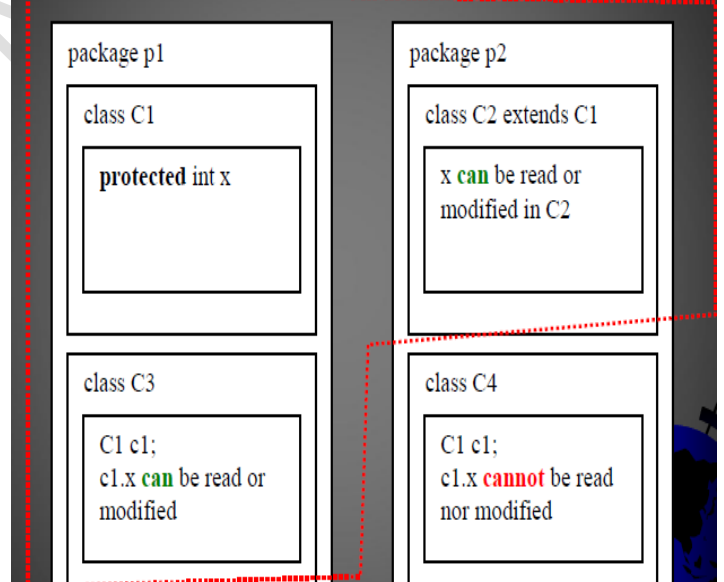 package p1
class C1
protected int x
package p2
class C2 extends C1
x can be read or
modified in C2
class C3
C1 c1;
c1.x can be read or
modified
class C4
C1 c1;
c1.x cannot be read
nor modified